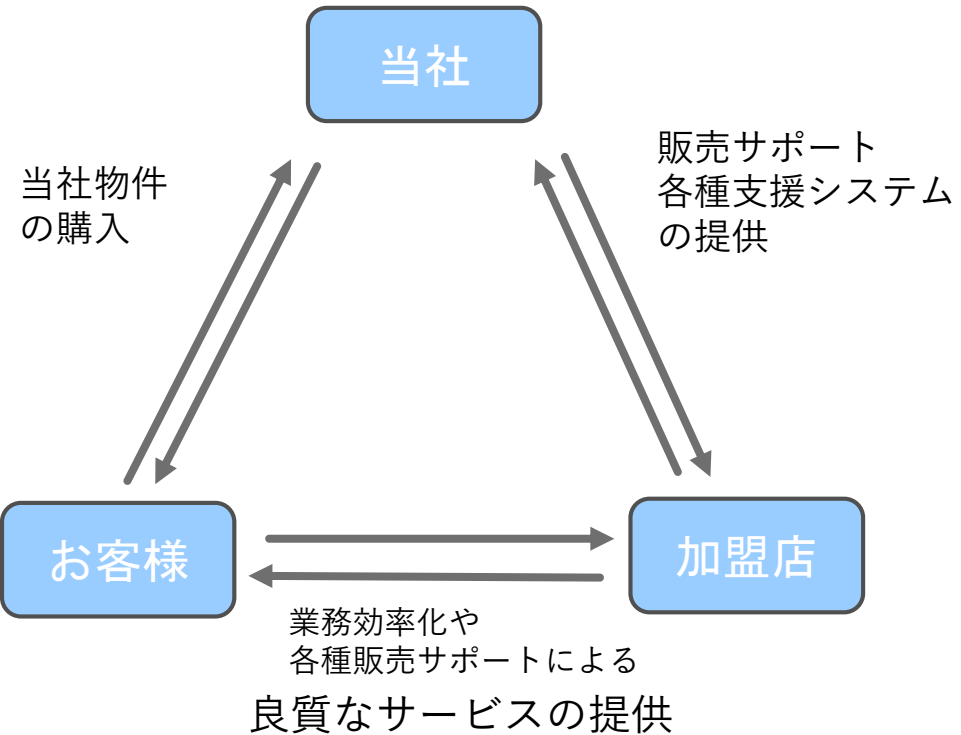 当社
販売サポート
各種支援システム
の提供
当社物件
の購入
お客様
加盟店
業務効率化や
各種販売サポートによる
良質なサービスの提供